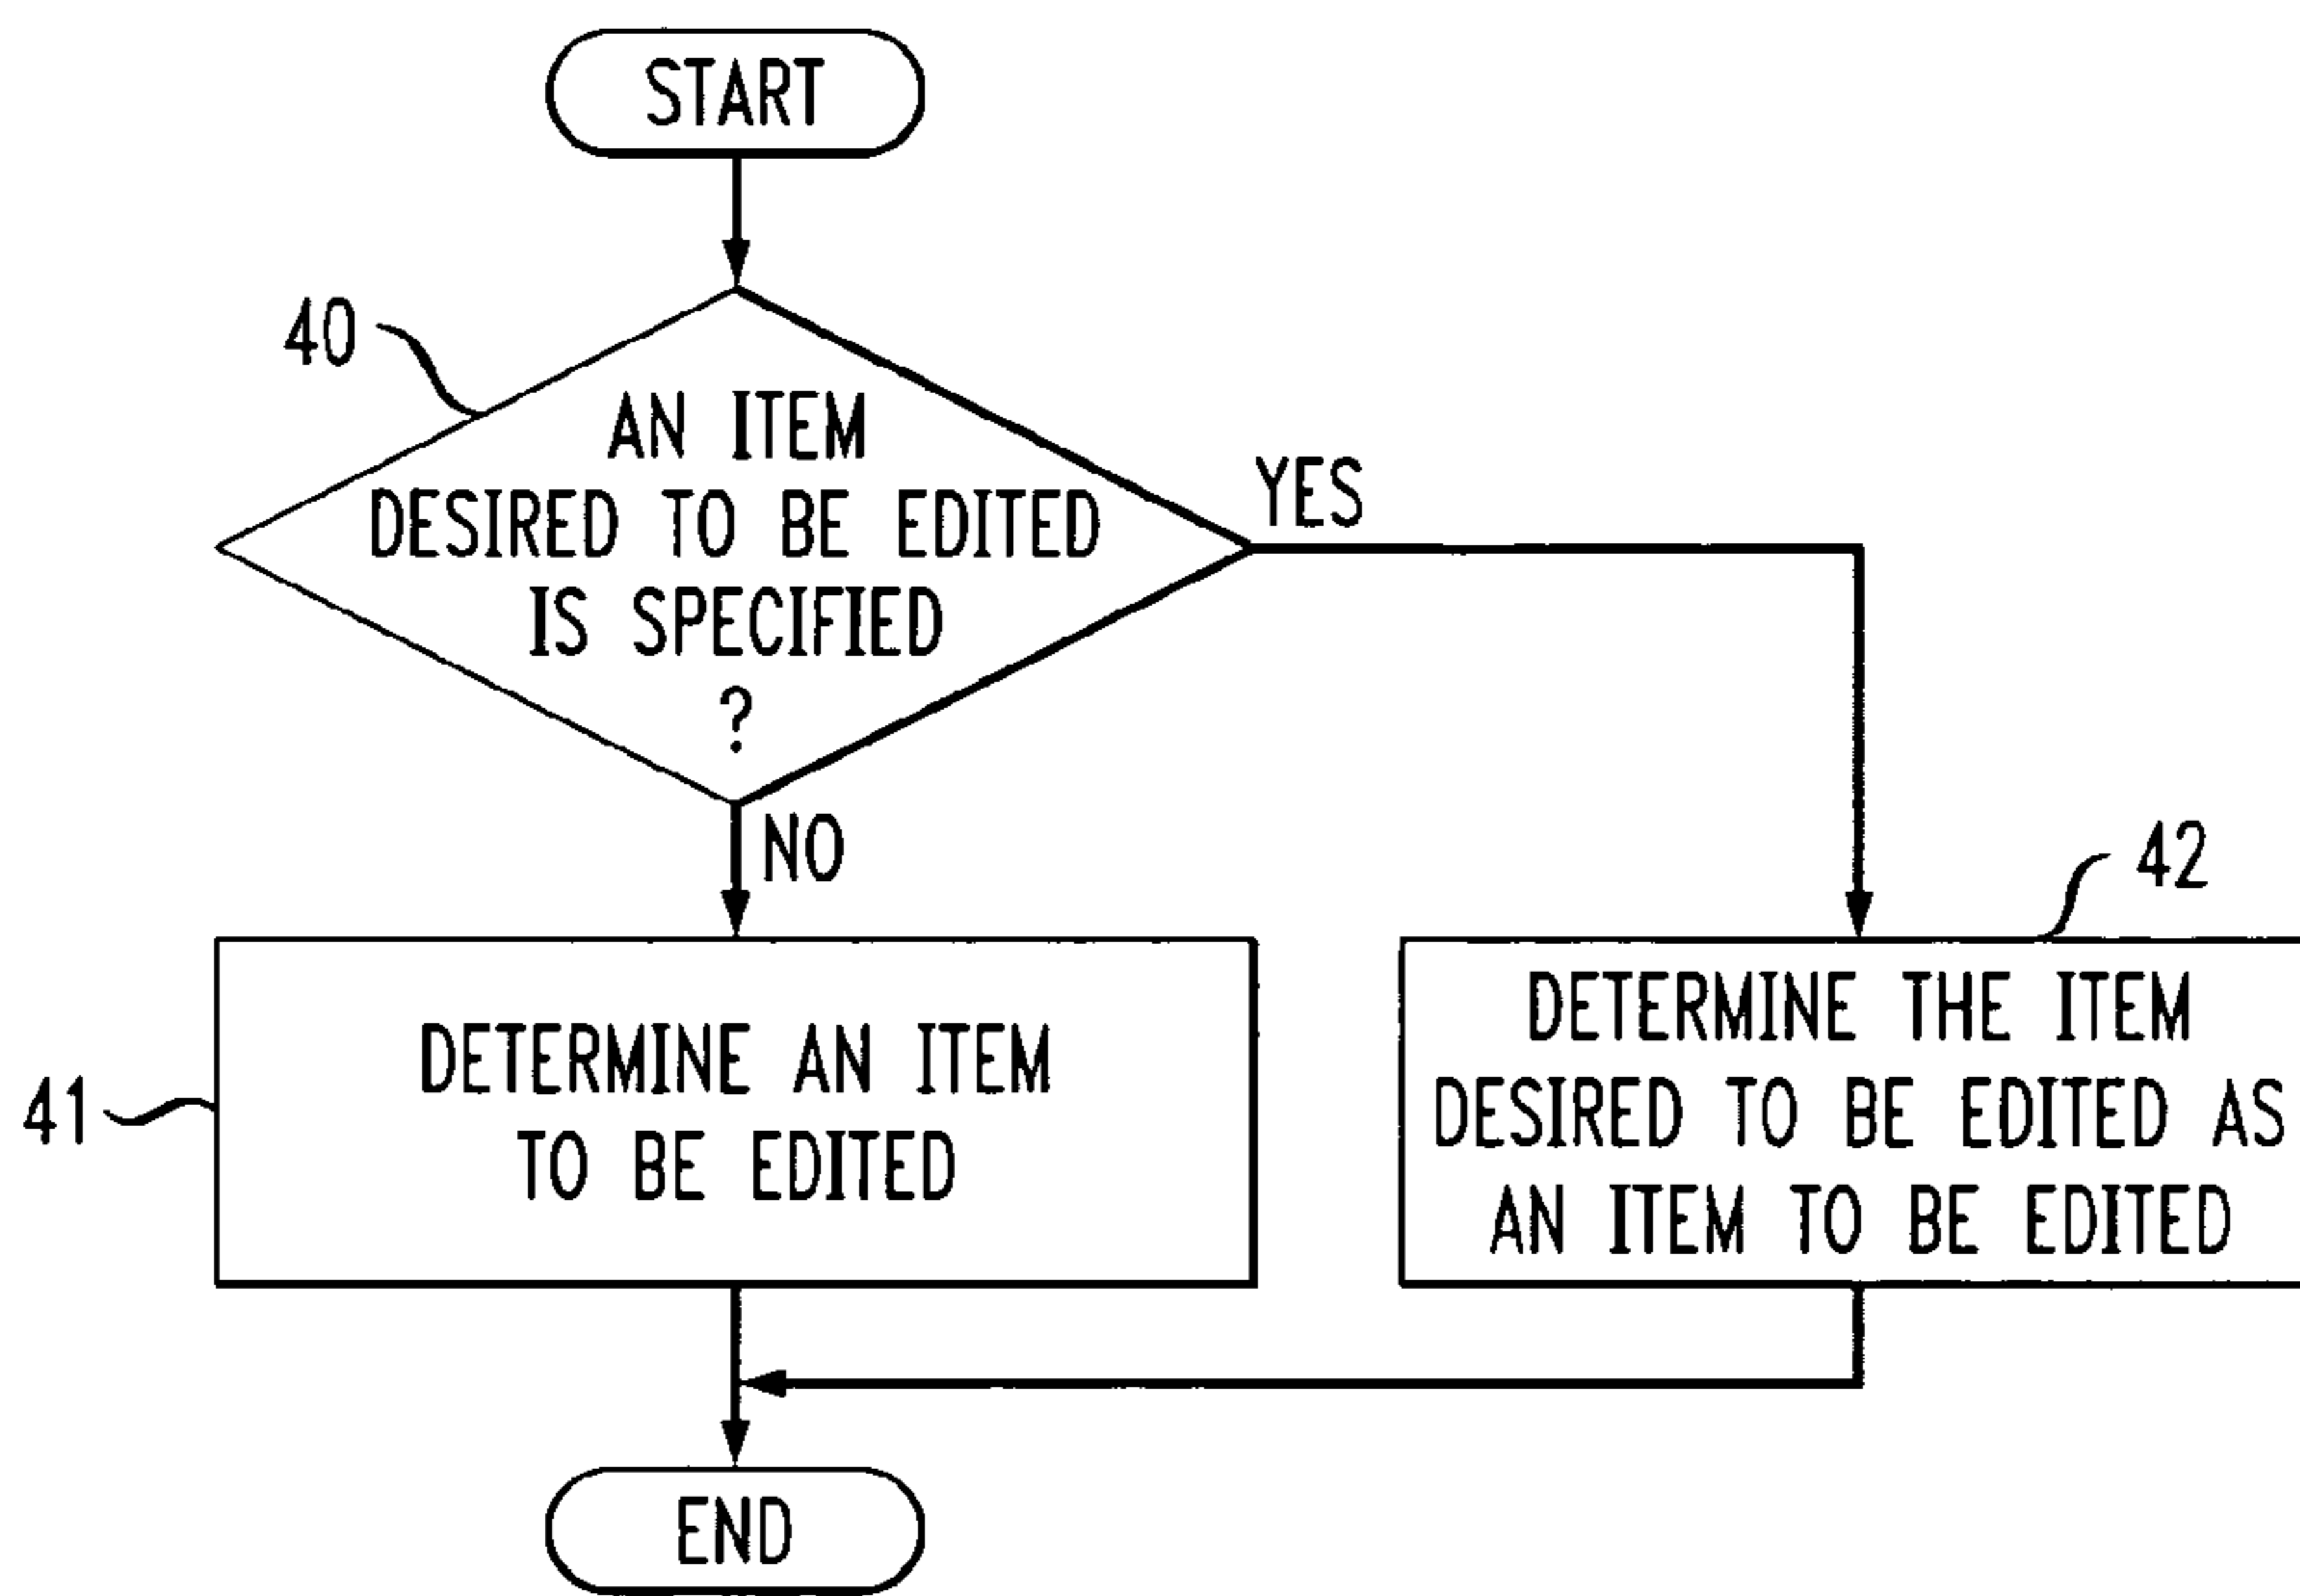 START
40
AN ITEM
DESIRED TO BE EDITED
IS SPECIFIED
?
YES
NO
41
DETERMINE AN ITEM
TO BE EDITED
42
DETERMINE THE ITEM
DESIRED TO BE EDITED AS
AN ITEM TO BE EDITED
END